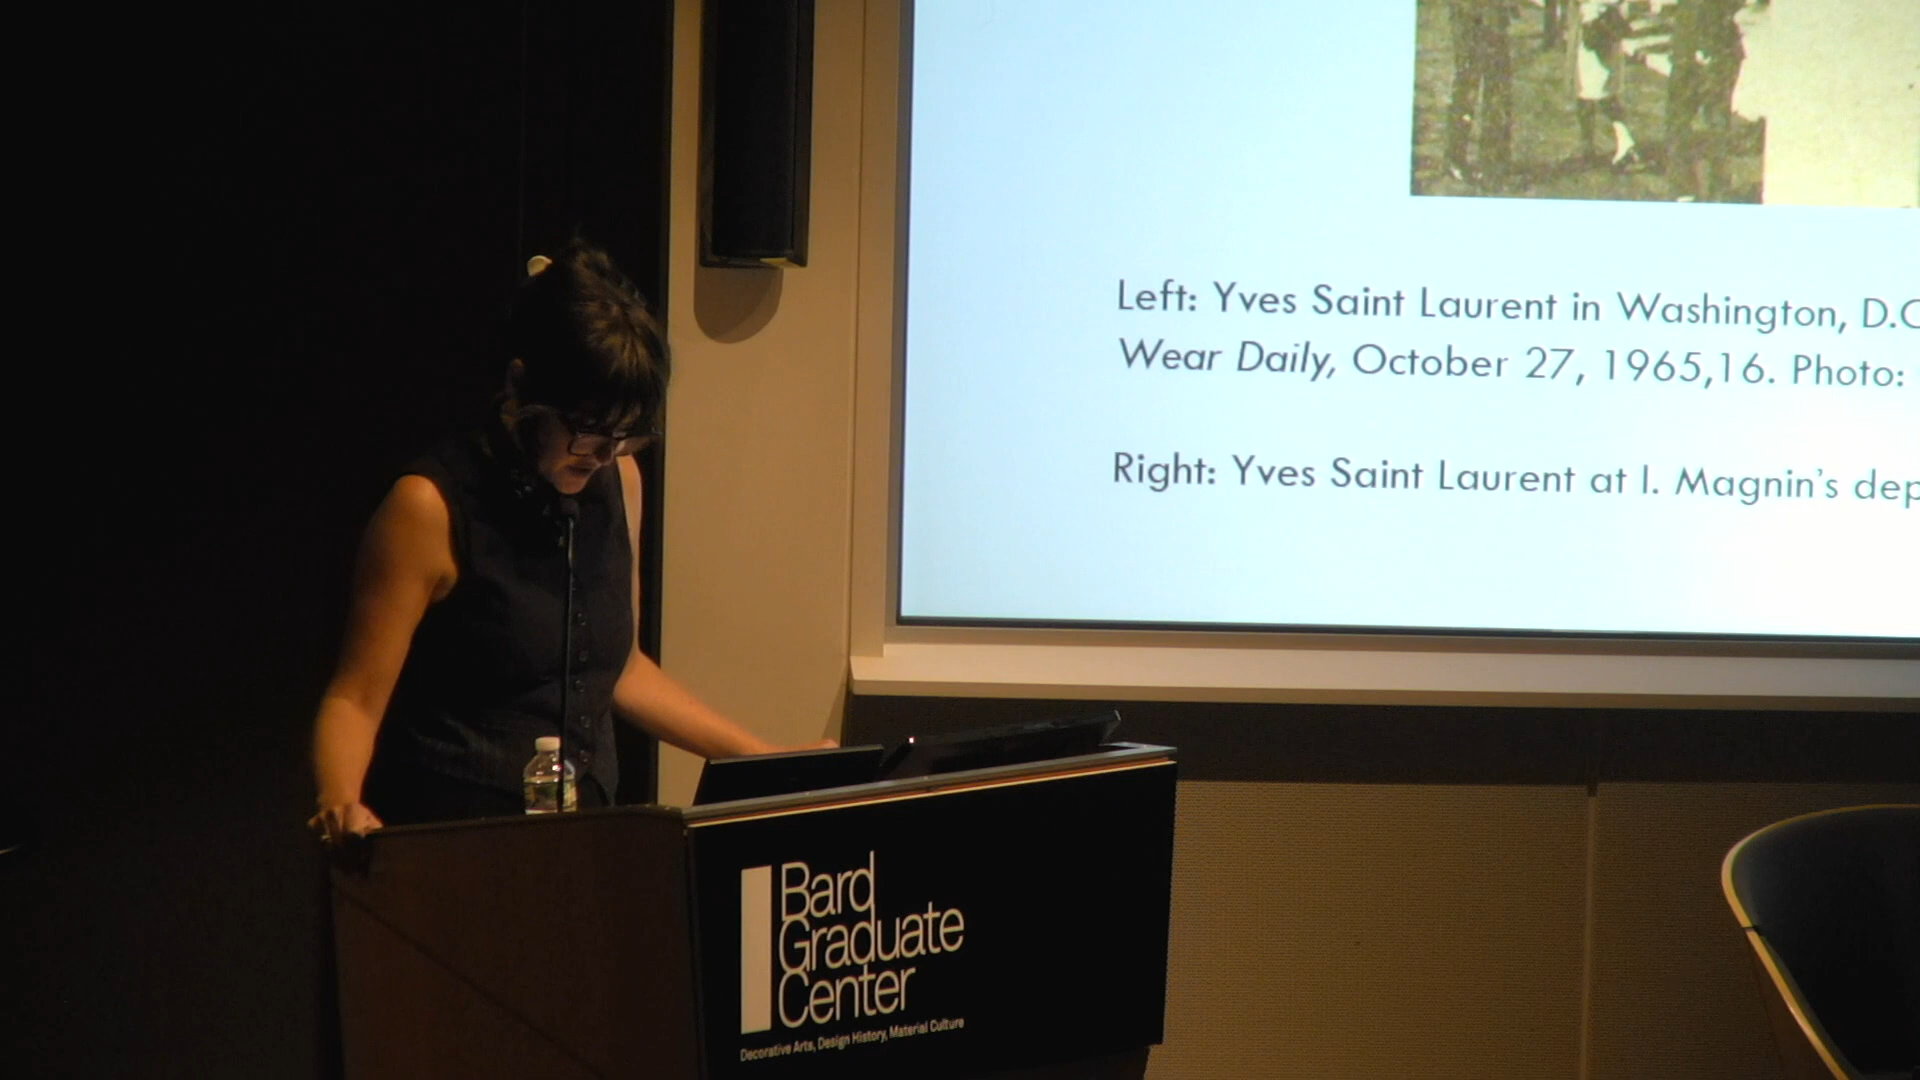 Left: Yves Saint Laurent in Washington, D.C
Wear Daily, October 27, 1965,16. Photo:
Right: Yves Saint Laurent at I. Magnin's dep
Bard
Graduate
Center
Decorative Arts, Design History, Material Culture